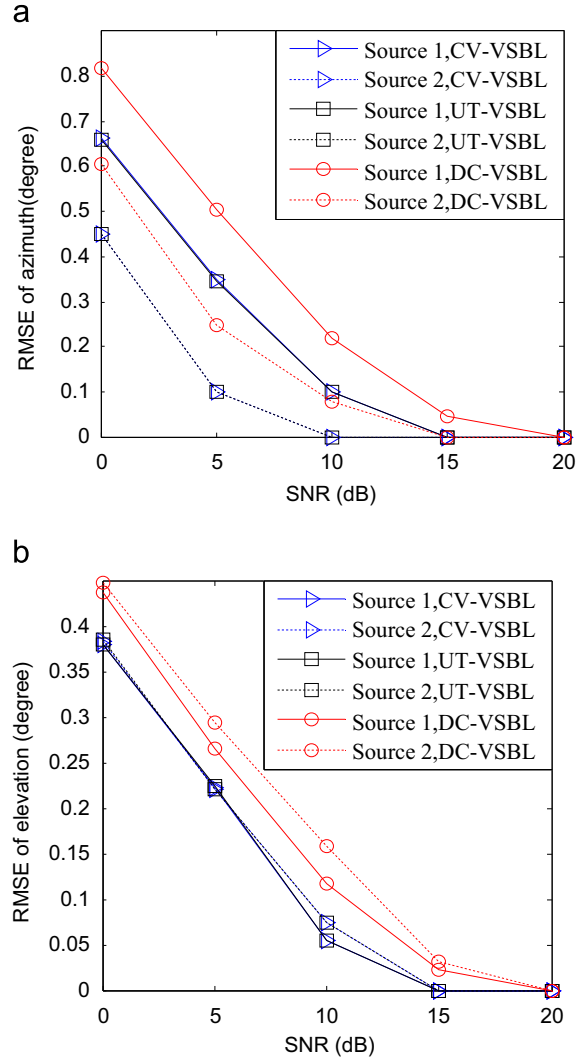 a
RMSE of azimuth(degree)
0.8
0.7
0.6
0.5
0.4
0.3
0.2
0.1
0
Source 1,CV-VSBL
Source 2,CV-VSBL
Source 1,UT-VSBL
Source 2,UT-VSBL
Source 1,DC-VSBL
Source 2,DC-VSBL
0 5 10 15 20
SNR (dB)
b
RMSE of elevation (degree)
0.4
0.35
0.3
0.25
0.2
0.15
0.1
0.05
0
Source 1,CV-VSBL
Source 2,CV-VSBL
Source 1,UT-VSBL
Source 2,UT-VSBL
Source 1,DC-VSBL
Source 2,DC-VSBL
0 5 10 15 20
SNR (dB)